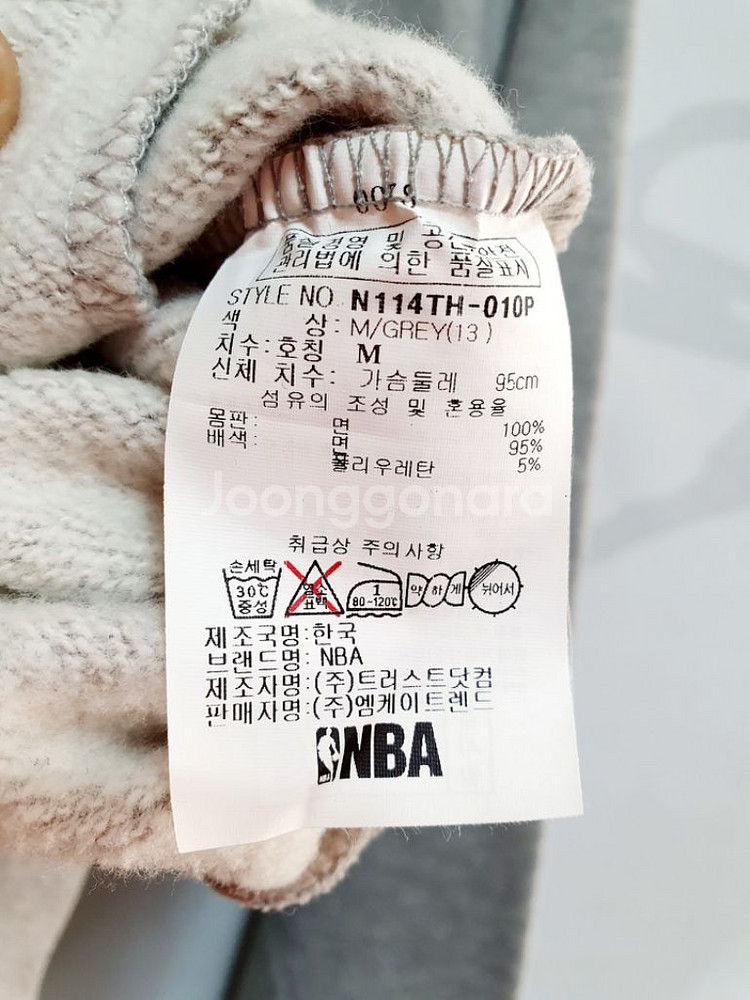 품질경영 및 공산품안전
관리법에 의한 품질표시
STYLE NO. N114TH-010P
색 상: M/GREY(13)
치수:호칭 M
신체 치수: 가슴둘레 95cm
섬유의 조성 및 혼용율
몸판: 면 100%
배색: 면 95%
폴리우레탄 5%
Joonggonara
취급상 주의사항
손세탁
30℃
중성
염소
표백
1
80~120℃
약하게
뉘어서
제조국명:한국
브랜드명: NBA
제조자명:(주)트러스트닷컴
판매자명:(주)엠케이트렌드
NBA